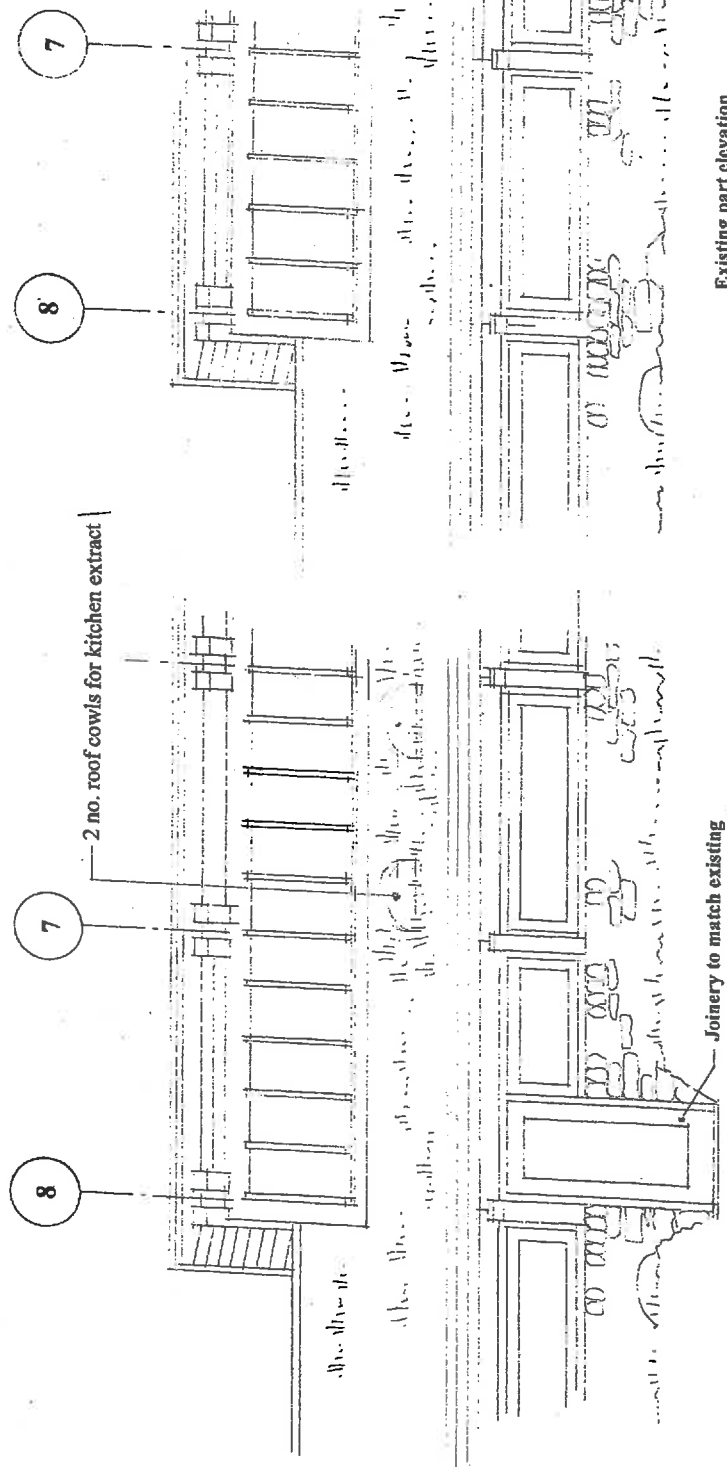 8
7
2 no. roof cowls for kitchen extract
Joinery to match existing
8
7
Existing part elevation